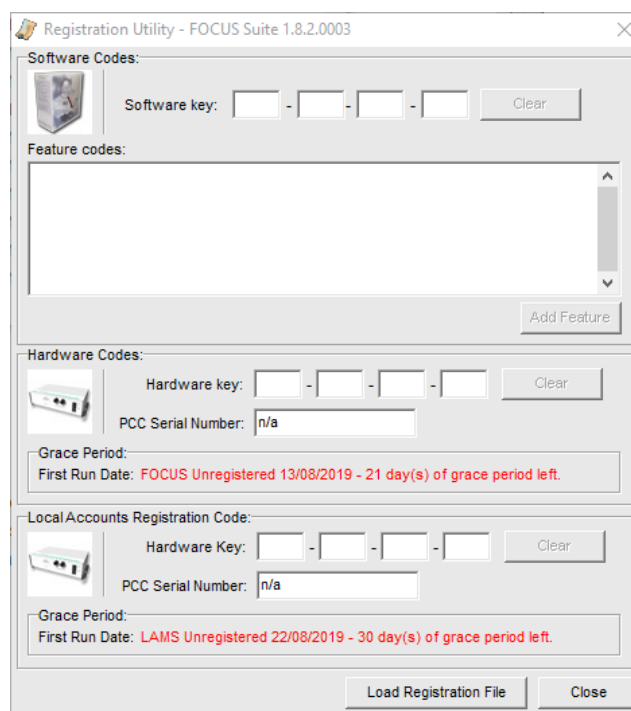 Registration Utility - FOCUS Suite 1.8.2.0003
Software Codes:
Software key: - - - Clear
Feature codes:
Add Feature
Hardware Codes:
Hardware key: - - - Clear
PCC Serial Number: n/a
Grace Period:
First Run Date: FOCUS Unregistered 13/08/2019 - 21 day(s) of grace period left.
Local Accounts Registration Code:
Hardware Key: - - - Clear
PCC Serial Number: n/a
Grace Period:
First Run Date: LAMS Unregistered 22/08/2019 - 30 day(s) of grace period left.
Load Registration File Close